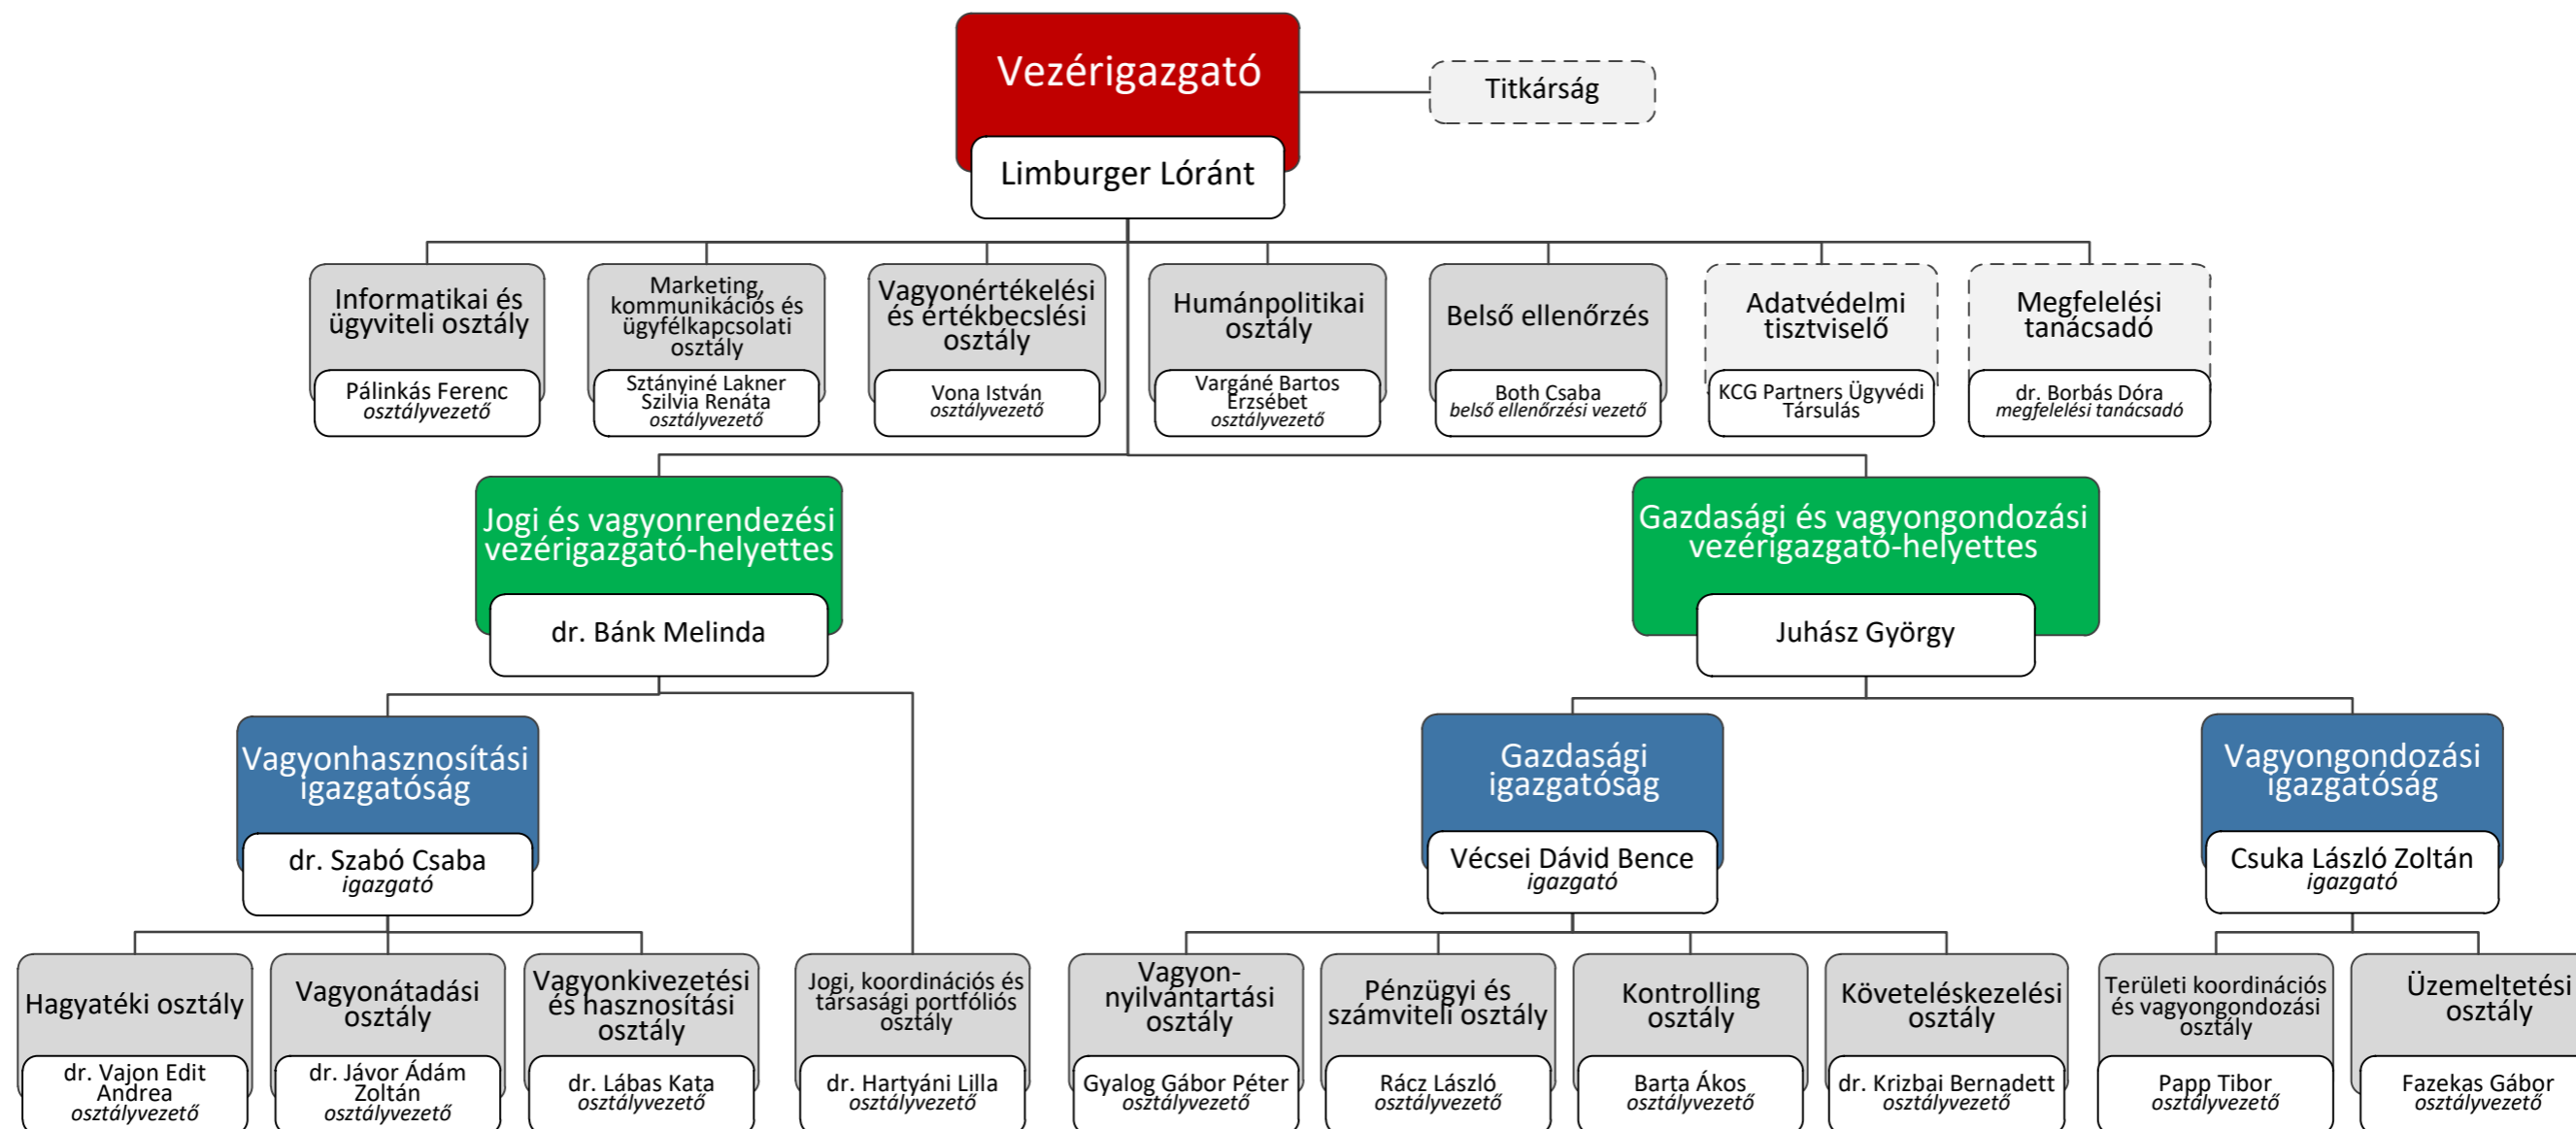 Vezérigazgató
Titkárság
Limburger Lóránt
Informatikai és
ügyviteli osztály
Pálinkás Ferenc
osztályvezető
Marketing,
kommunikációs és
ügyfélkapcsolati
osztály
Sztányiné Lakner
Szilvia Renáta
osztályvezető
Vagyonértékelési
és értékbecslési
osztály
Vona István
osztályvezető
Humánpolitikai
osztály
Vargáné Bartos
Erzsébet
osztályvezető
Belső ellenőrzés
Both Csaba
belső ellenőrzési vezető
Adatvédelmi
tisztviselő
KCG Partners Ügyvédi
Társulás
Megfelelési
tanácsadó
dr. Borbás Dóra
megfelelési tanácsadó
Jogi és vagyonrendezési
vezérigazgató-helyettes
dr. Bánk Melinda
Gazdasági és vagyongondozási
vezérigazgató-helyettes
Juhász György
Vagyonhasznosítási
igazgatóság
dr. Szabó Csaba
igazgató
Gazdasági
igazgatóság
Vécsei Dávid Bence
igazgató
Vagyongondozási
igazgatóság
Csuka László Zoltán
igazgató
Hagyatéki osztály
dr. Vajon Edit
Andrea
osztályvezető
Vagyonátadási
osztály
dr. Jávor Ádám
Zoltán
osztályvezető
Vagyonkivezetési
és hasznosítási
osztály
dr. Lábas Kata
osztályvezető
Jogi, koordinációs és
társasági portfóliós
osztály
dr. Hartyáni Lilla
osztályvezető
Vagyon-
nyilvántartási
osztály
Gyalog Gábor Péter
osztályvezető
Pénzügyi és
számviteli osztály
Rácz László
osztályvezető
Kontrolling
osztály
Barta Ákos
osztályvezető
Követeléskezelési
osztály
dr. Krizbai Bernadett
osztályvezető
Területi koordinációs
és vagyongondozási
osztály
Papp Tibor
osztályvezető
Üzemeltetési
osztály
Fazekas Gábor
osztályvezető